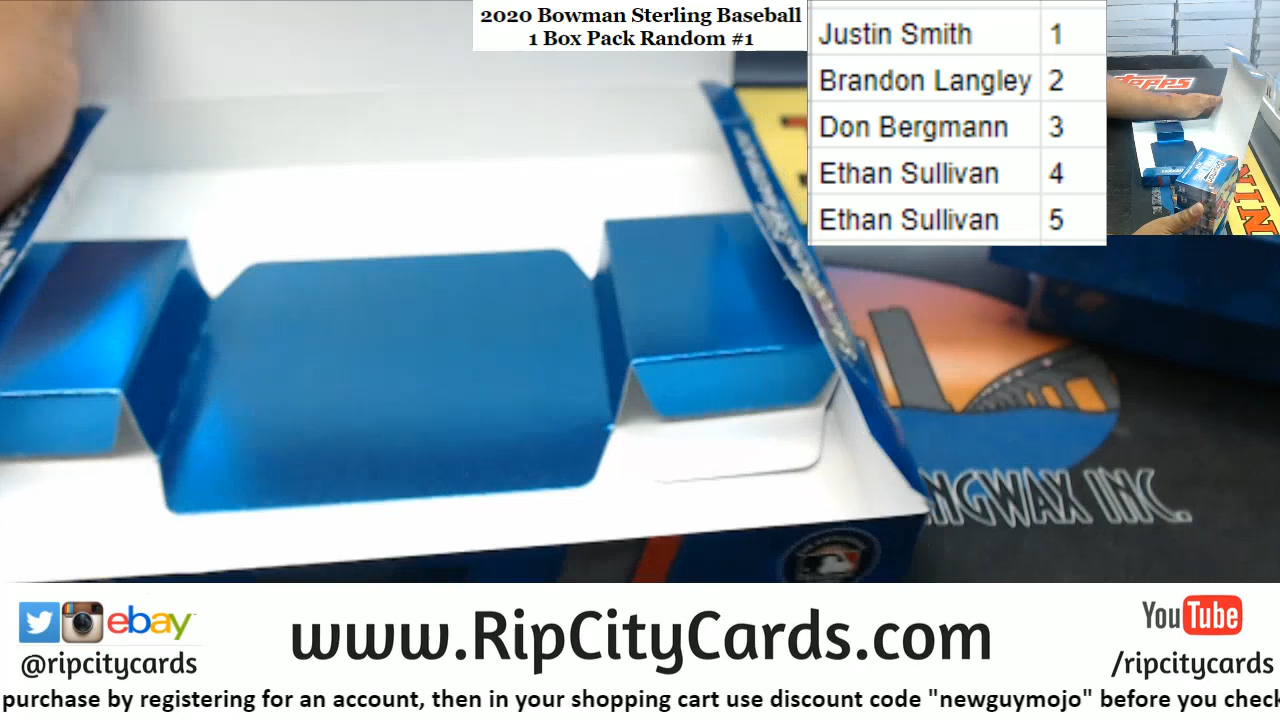 2020 Bowman Sterling Baseball
1 Box Pack Random #1
Justin Smith 1
Brandon Langley 2
Don Bergmann 3
Ethan Sullivan 4
Ethan Sullivan 5
topps
NGWAX INC.
ebay
@ripcitycards
www.RipCityCards.com
YouTube
/ripcitycards
purchase by registering for an account, then in your shopping cart use discount code "newguymojo" before you check